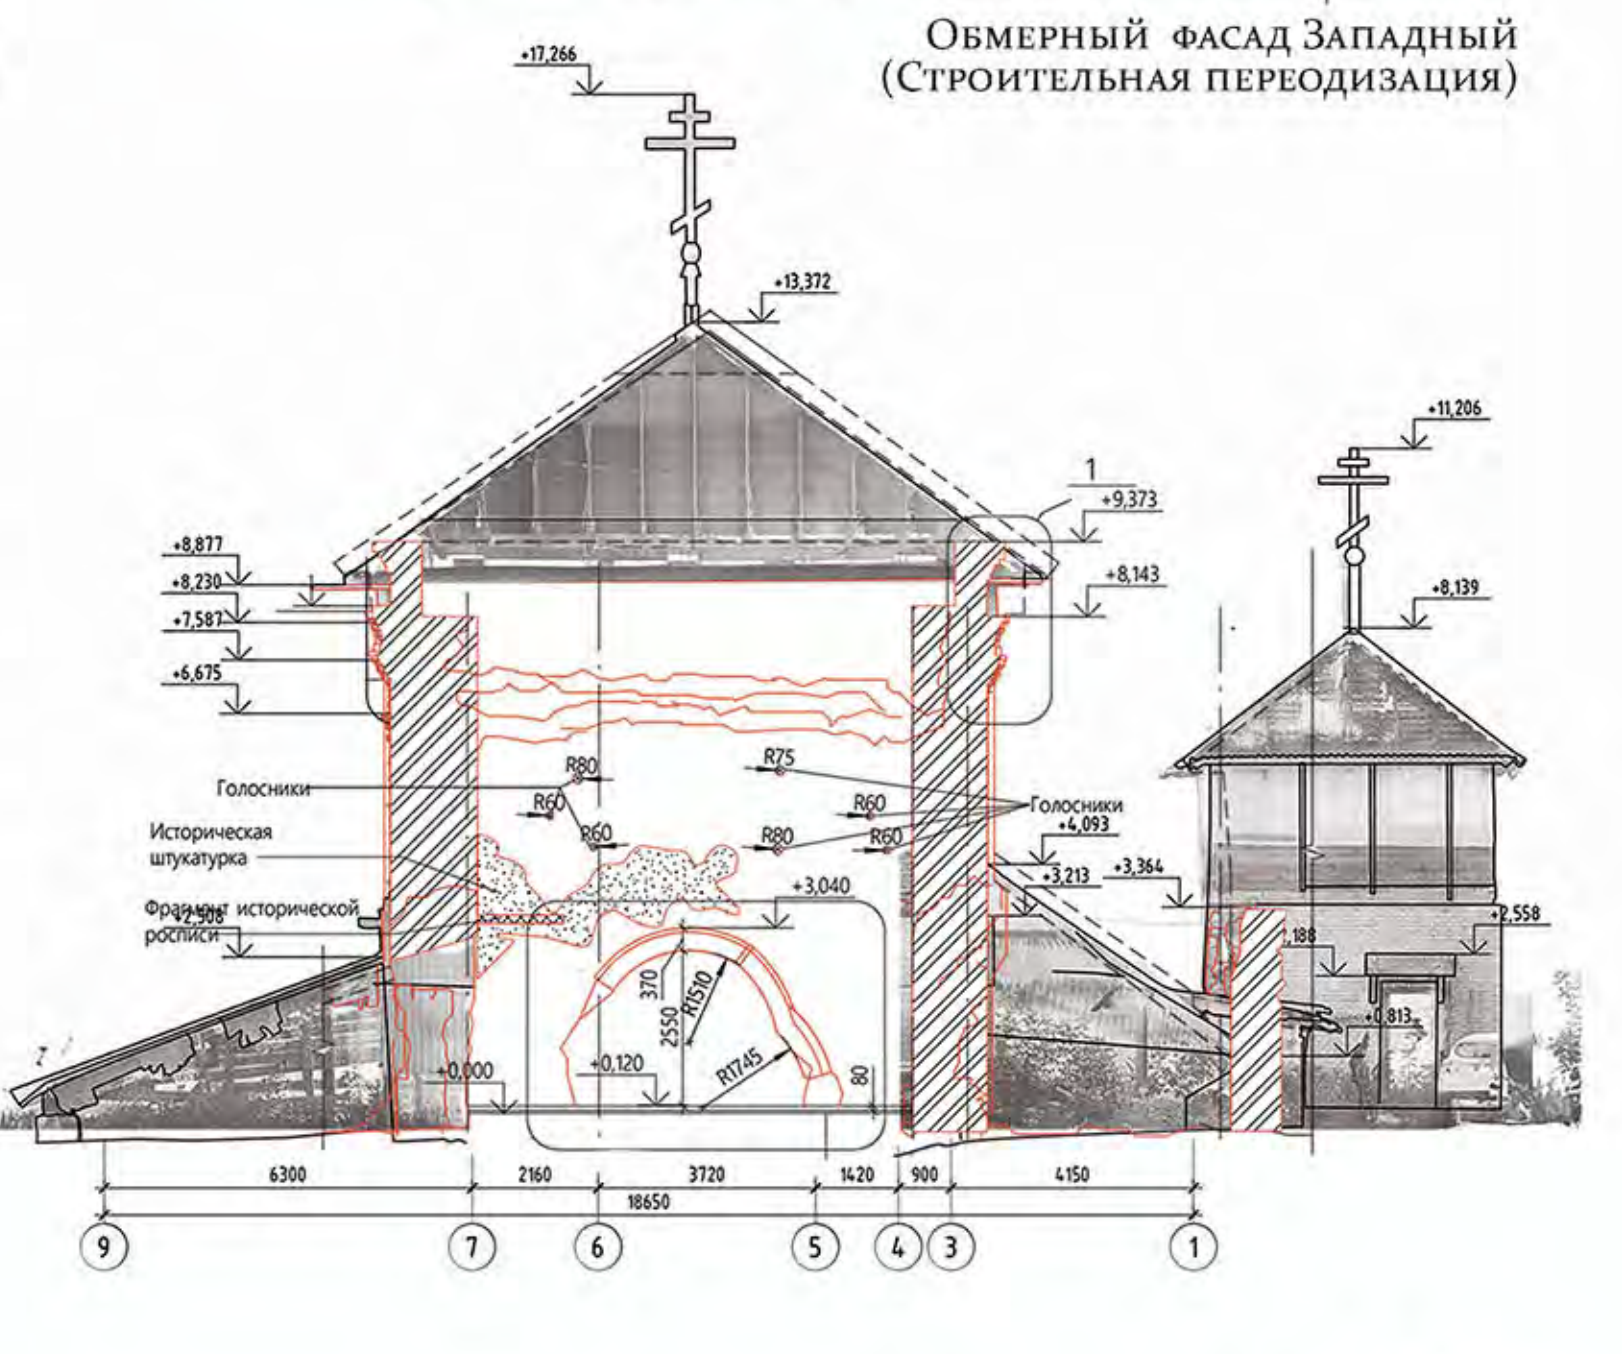 ОБМЕРНЫЙ ФАСАД ЗАПАДНЫЙ
(СТРОИТЕЛЬНАЯ ПЕРЕОДИЗАЦИЯ)
+17,266
+13,372
+11,206
1
+9,373
+8,877
+8,230
+7,587
+6,675
+8,143
+8,139
R80
R75
Голосники
R60
R60
Голосники
R60
R80
R60
+4,093
Историческая
штукатурка
+3,213
+3,364
+3,040
Фрагмент исторической
росписи
+2,508
+2,558
,188
370
R1510
2550
+0,813
R1745
+0,000
+0,120
80
6300
2160
3720
1420
900
4150
18650
9
7
6
5
4
3
1